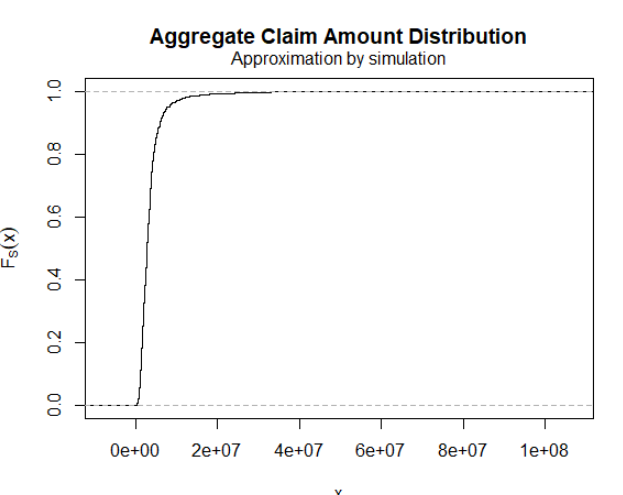 Aggregate Claim Amount Distribution
Approximation by simulation
F_S(x)
1.0
0.8
0.6
0.4
0.2
0.0
0e+00 2e+07 4e+07 6e+07 8e+07 1e+08
x